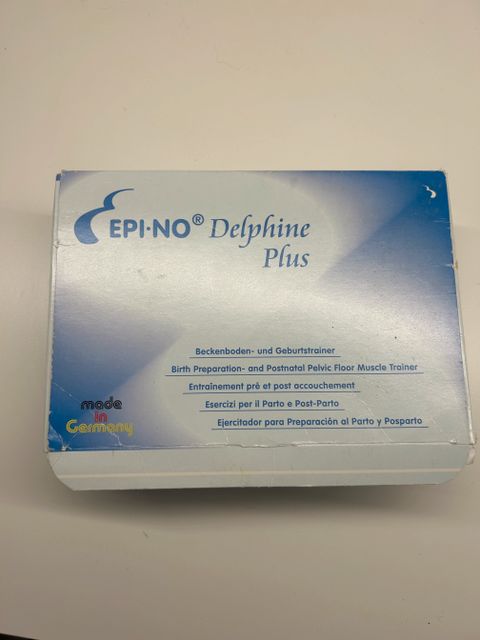 EPI·NO® Delphine
Plus
Beckenboden- und Geburtstrainer
Birth Preparation- and Postnatal Pelvic Floor Muscle Trainer
Entraînement pré et post accouchement
Esercizi per il Parto e Post-Parto
Ejercitador para Preparación al Parto y Posparto
made
in
Germany